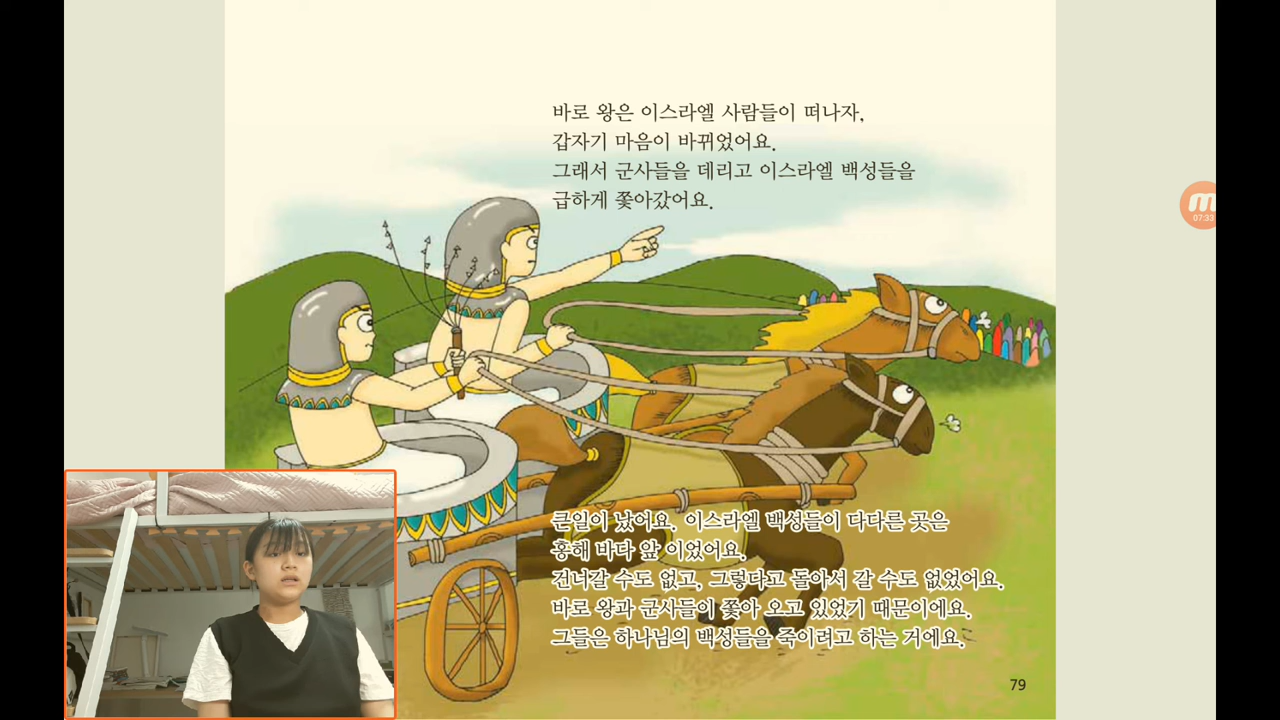 바로 왕은 이스라엘 사람들이 떠나자,
갑자기 마음이 바뀌었어요.
그래서 군사들을 데리고 이스라엘 백성들을
급하게 쫓아갔어요.
07:33
큰일이 났어요. 이스라엘 백성들이 다다른 곳은
홍해 바다 앞 이었어요.
건너갈 수도 없고, 그렇다고 돌아서 갈 수도 없었어요.
바로 왕과 군사들이 쫓아 오고 있었기 때문이에요.
그들은 하나님의 백성들을 죽이려고 하는 거에요.
79